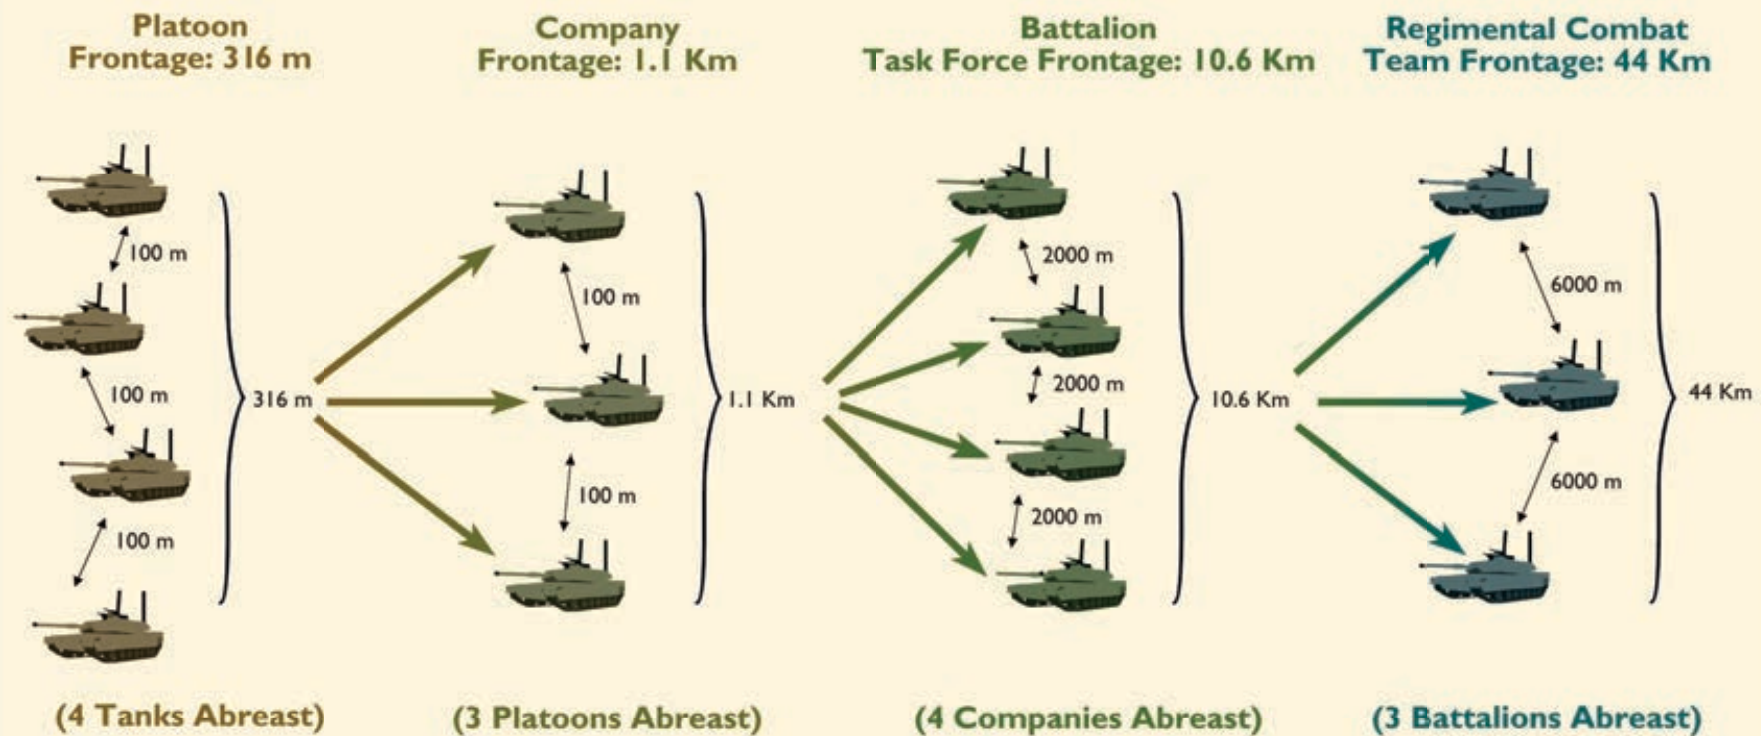 Platoon
Frontage: 316 m
Company
Frontage: 1.1 Km
Battalion
Task Force Frontage: 10.6 Km
Regimental Combat
Team Frontage: 44 Km
100 m
100 m
100 m
316 m
100 m
100 m
1.1 Km
2000 m
2000 m
2000 m
10.6 Km
6000 m
6000 m
44 Km
(4 Tanks Abreast)
(3 Platoons Abreast)
(4 Companies Abreast)
(3 Battalions Abreast)